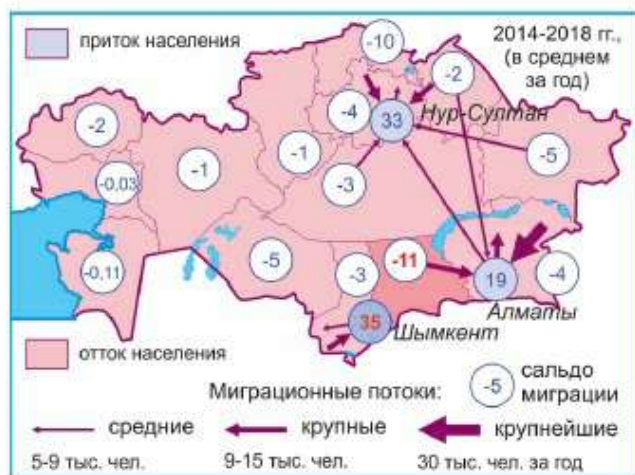 приток населения
2014-2018 гг.,
(в среднем
за год)
-10
-2
Нур-Султан
-4
33
-2
-1
-1
-5
-0,03
-3
-0,11
-5
-11
-3
19
-4
Алматы
35
Шымкент
отток населения
-5
сальдо
миграции
Миграционные потоки:
средние
крупные
крупнейшие
5-9 тыс. чел.
9-15 тыс. чел.
30 тыс. чел. за год